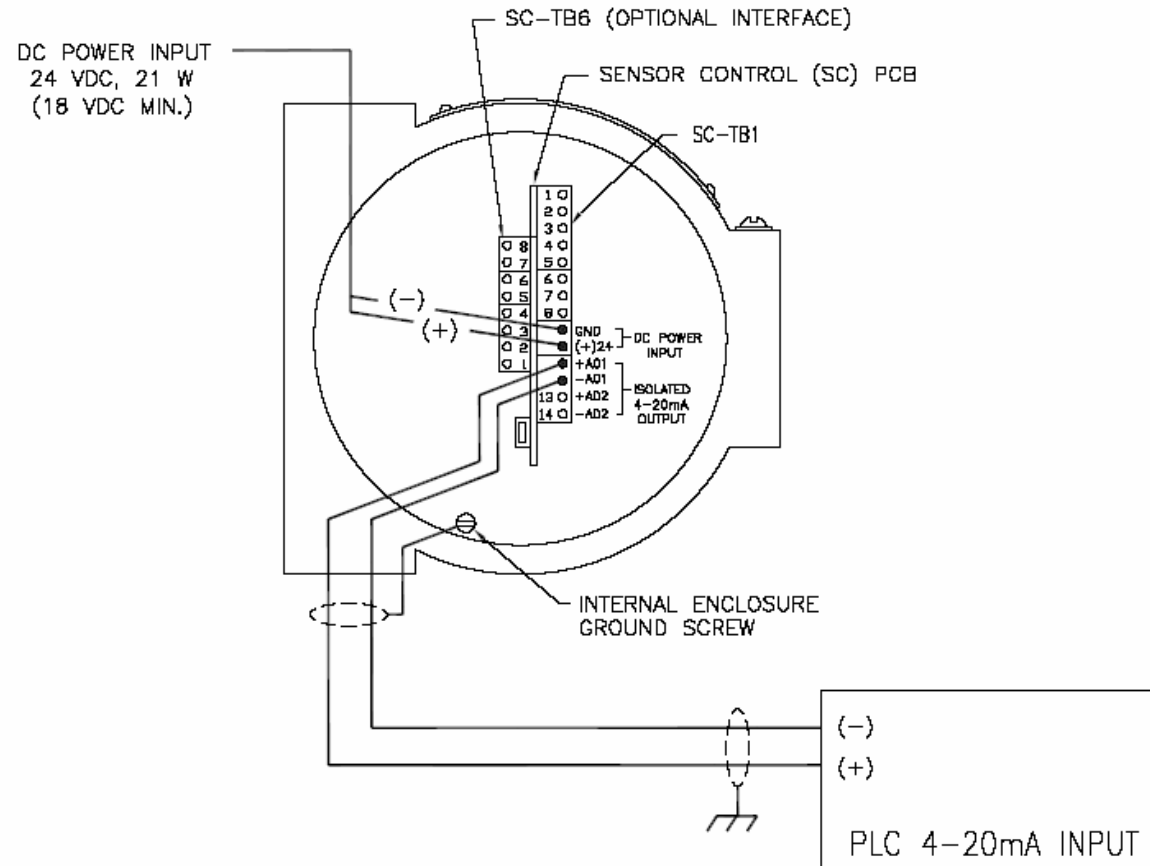 SC-TB6 (OPTIONAL INTERFACE)
DC POWER INPUT
24 VDC, 21 W
(18 VDC MIN.)
SENSOR CONTROL (SC) PCB
SC-TB1
1
2
3
4
5
6
7
8
8
7
6
5
4
3
2
1
(-)
(+)
GND
(+)24
DC POWER
INPUT
+AO1
-AO1
13 +AO2
14 -AO2
ISOLATED
4-20mA
OUTPUT
INTERNAL ENCLOSURE
GROUND SCREW
(-)
(+)
PLC 4-20mA INPUT